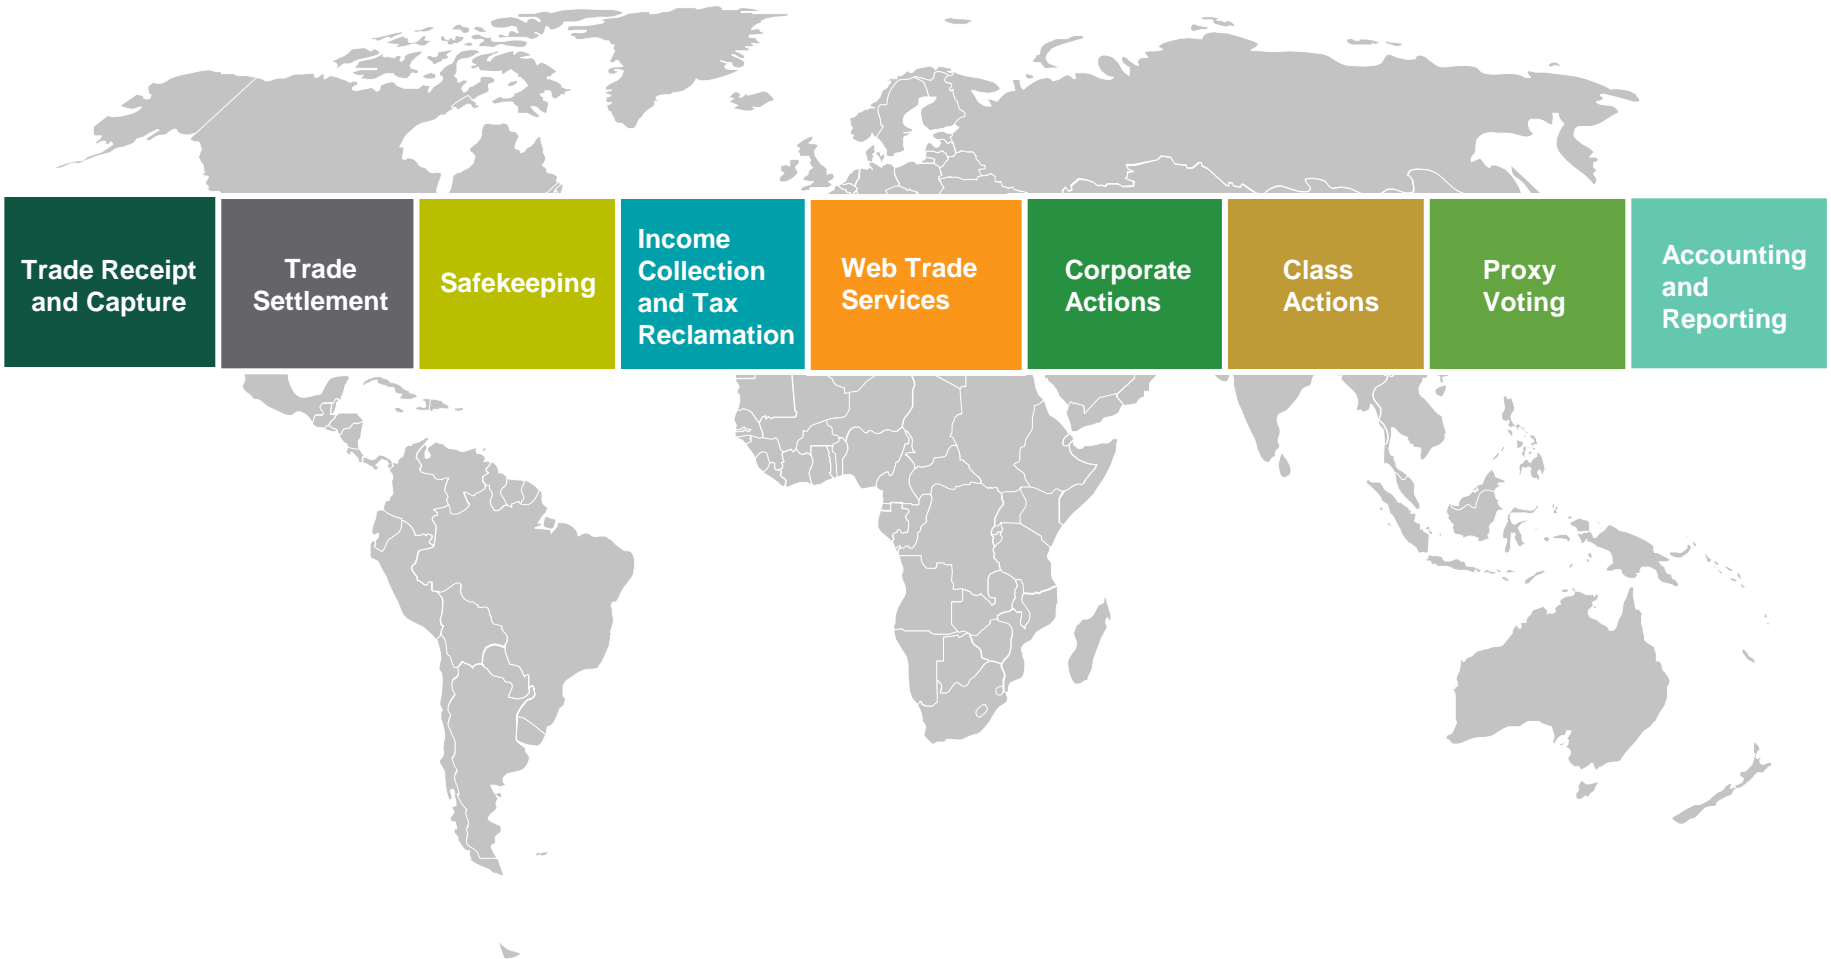 Trade Receipt
and Capture
Trade
Settlement
Safekeeping
Income
Collection
and Tax
Reclamation
Web Trade
Services
Corporate
Actions
Class
Actions
Proxy
Voting
Accounting
and
Reporting